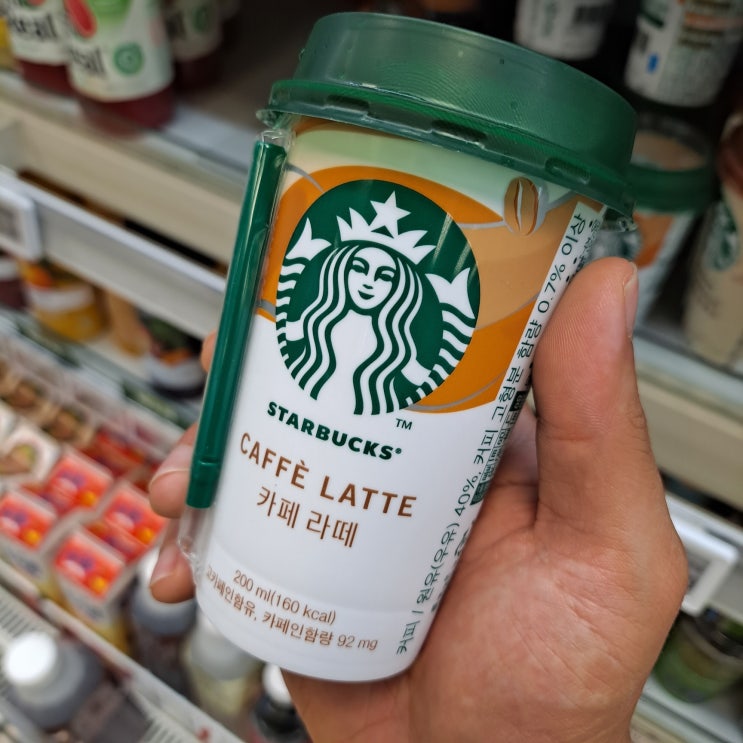 STARBUCKS®
TM
CAFFÈ LATTE
카페 라떼
200 ml(160 kcal)
고카페인함유, 카페인함량 92 mg
커피 | 원유(우유) 40% 커피 고형분 함량 0.7% 이상